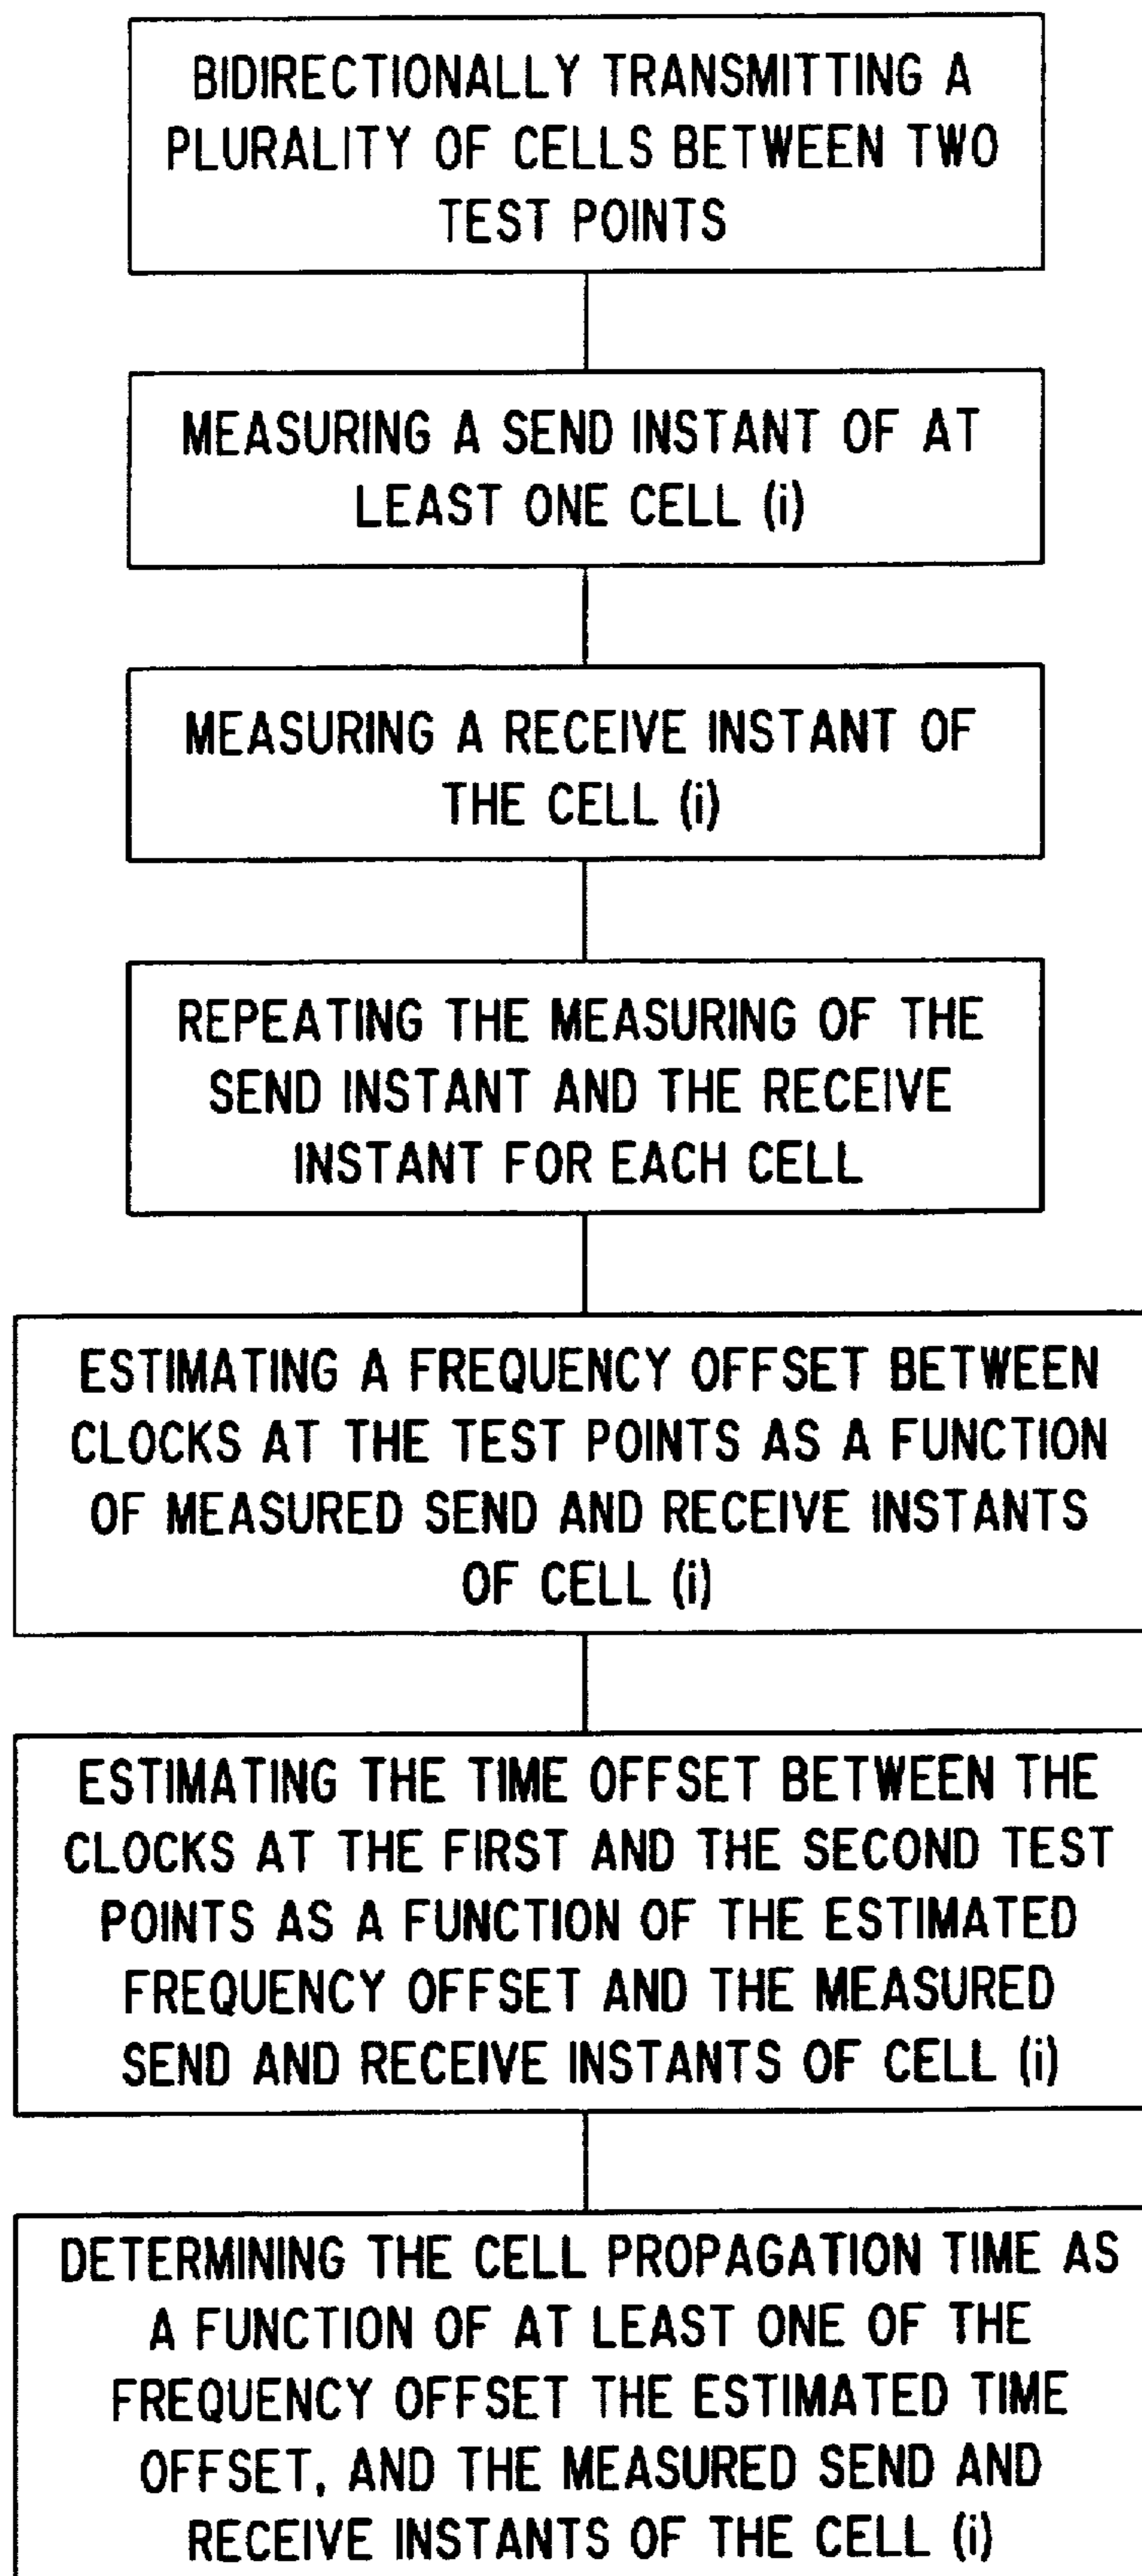 BIDIRECTIONALLY TRANSMITTING A
PLURALITY OF CELLS BETWEEN TWO
TEST POINTS
MEASURING A SEND INSTANT OF AT
LEAST ONE CELL (i)
MEASURING A RECEIVE INSTANT OF
THE CELL (i)
REPEATING THE MEASURING OF THE
SEND INSTANT AND THE RECEIVE
INSTANT FOR EACH CELL
ESTIMATING A FREQUENCY OFFSET BETWEEN
CLOCKS AT THE TEST POINTS AS A FUNCTION
OF MEASURED SEND AND RECEIVE INSTANTS
OF CELL (i)
ESTIMATING THE TIME OFFSET BETWEEN THE
CLOCKS AT THE FIRST AND THE SECOND TEST
POINTS AS A FUNCTION OF THE ESTIMATED
FREQUENCY OFFSET AND THE MEASURED
SEND AND RECEIVE INSTANTS OF CELL (i)
DETERMINING THE CELL PROPAGATION TIME AS
A FUNCTION OF AT LEAST ONE OF THE
FREQUENCY OFFSET THE ESTIMATED TIME
OFFSET, AND THE MEASURED SEND AND
RECEIVE INSTANTS OF THE CELL (i)